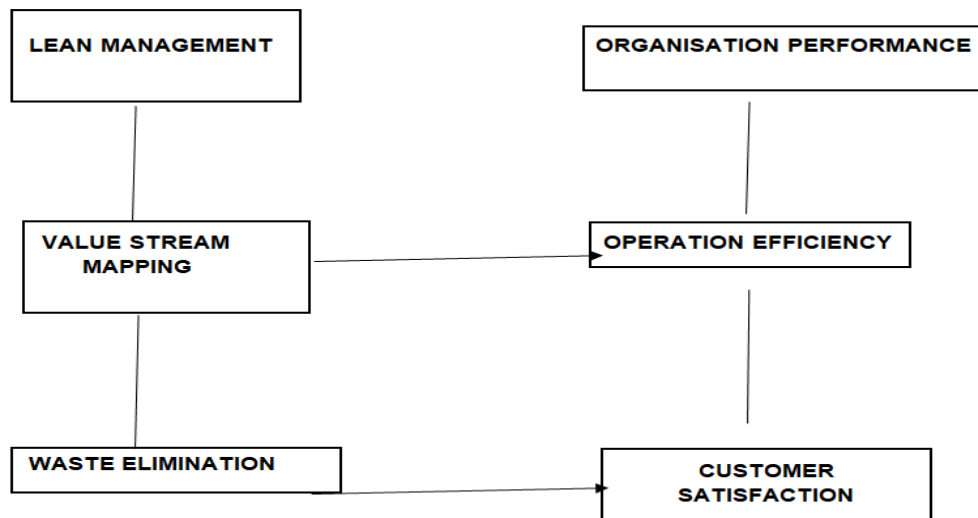 LEAN MANAGEMENT
ORGANISATION PERFORMANCE
VALUE STREAM
MAPPING
OPERATION EFFICIENCY
WASTE ELIMINATION
CUSTOMER
SATISFACTION